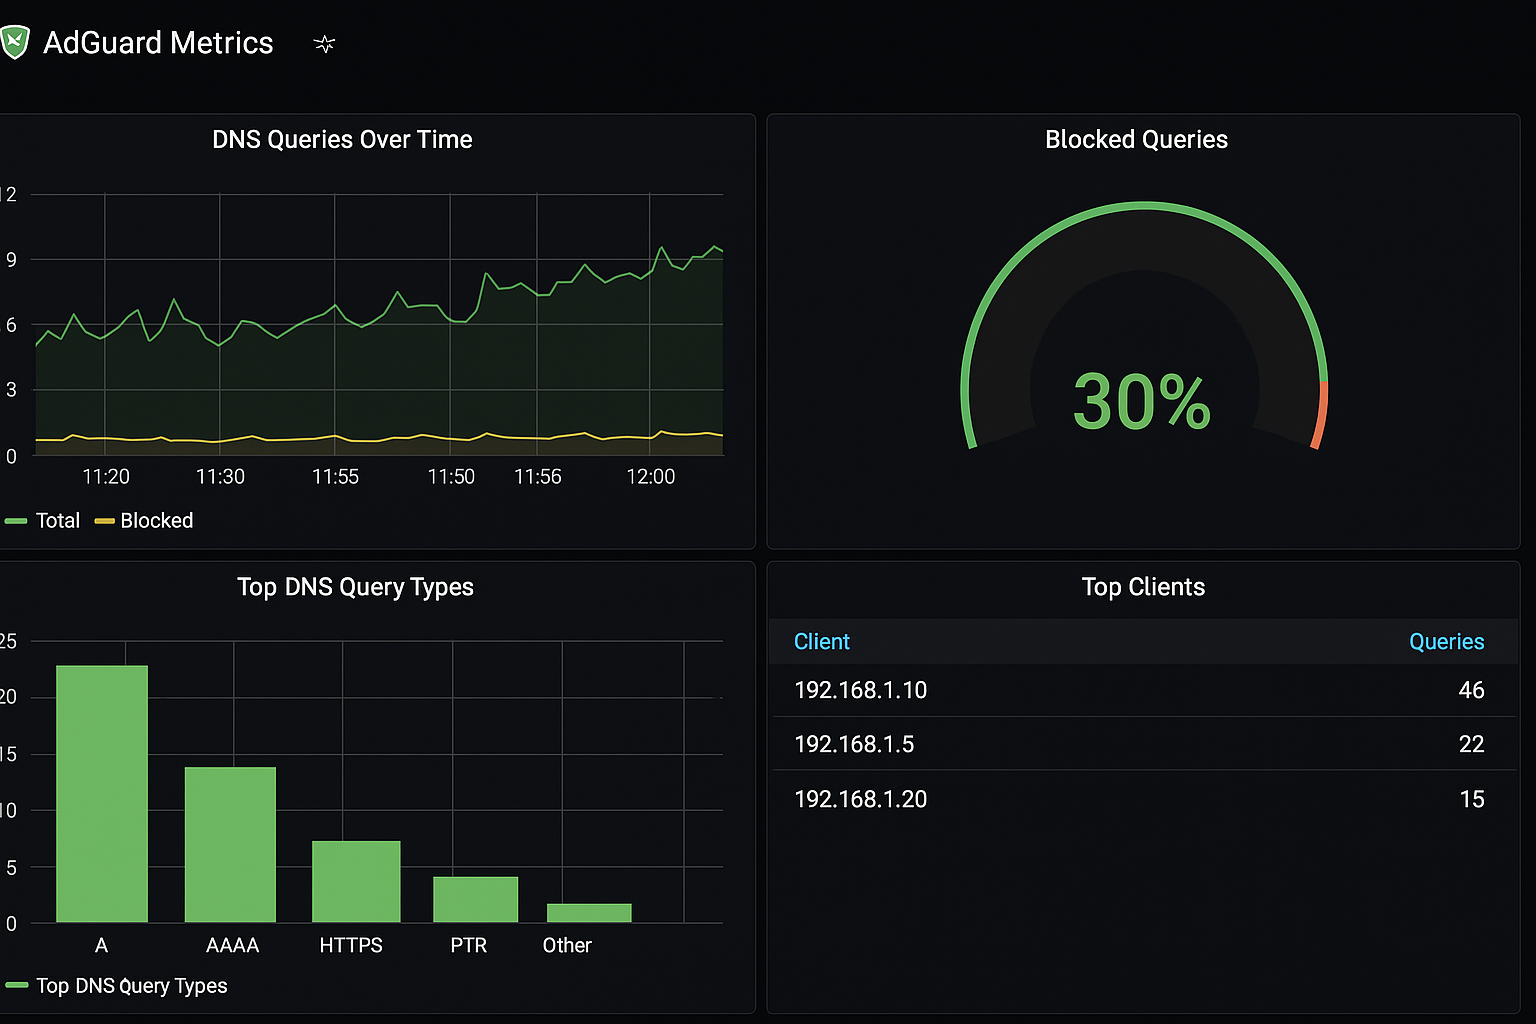 AdGuard Metrics
DNS Queries Over Time
12
9
6
3
0
11:20 11:30 11:55 11:50 11:56 12:00
Total Blocked
Blocked Queries
30%
Top DNS Query Types
25
20
15
10
5
0
A AAAA HTTPS PTR Other
Top DNS Query Types
Top Clients
Client Queries
192.168.1.10 46
192.168.1.5 22
192.168.1.20 15